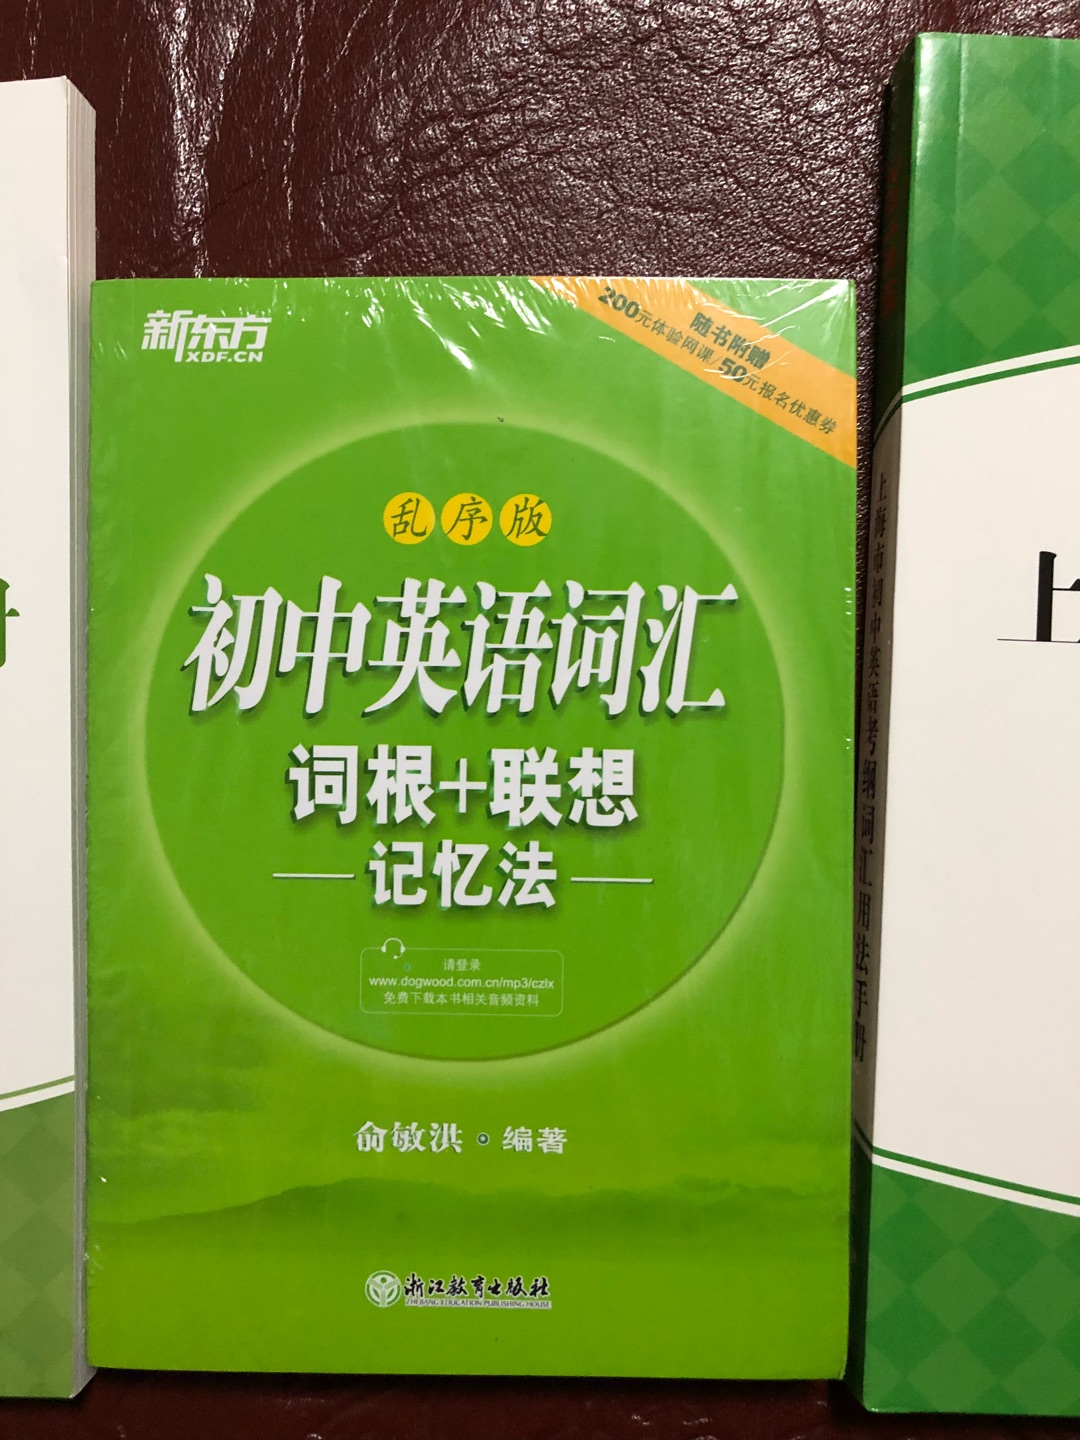 新东方
XDF.CN
随书附赠
200元体验网课/50元报名优惠券
乱序版
初中英语词汇
词根+联想
记忆法
请登录
www.dogwood.com.cn/mp3/czlx
免费下载本书相关音频资料
俞敏洪·编著
浙江教育出版社
ZHEJIANG EDUCATION PUBLISHING HOUSE
上海市初中英语考纲词汇用法手册
上
册